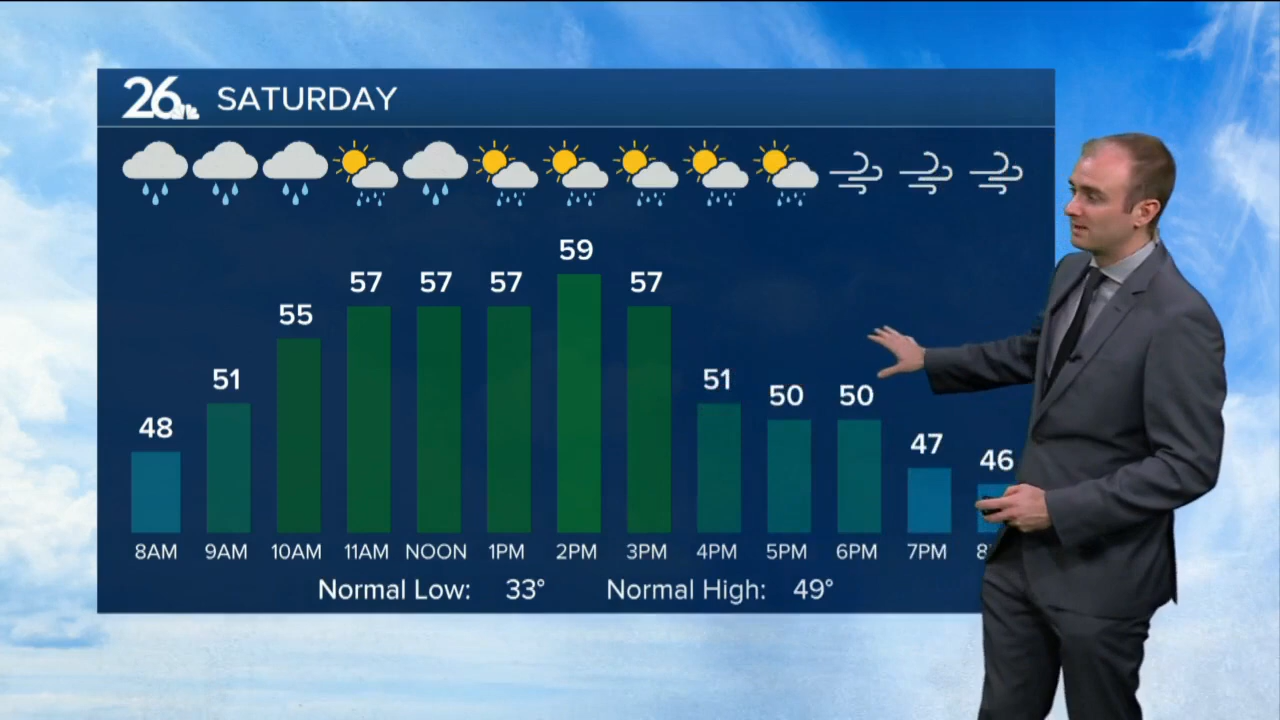 26 SATURDAY
59
57 57 57 57
55
51 51
50 50
48
47
46
8AM 9AM 10AM 11AM NOON 1PM 2PM 3PM 4PM 5PM 6PM 7PM
Normal Low: 33° Normal High: 49°